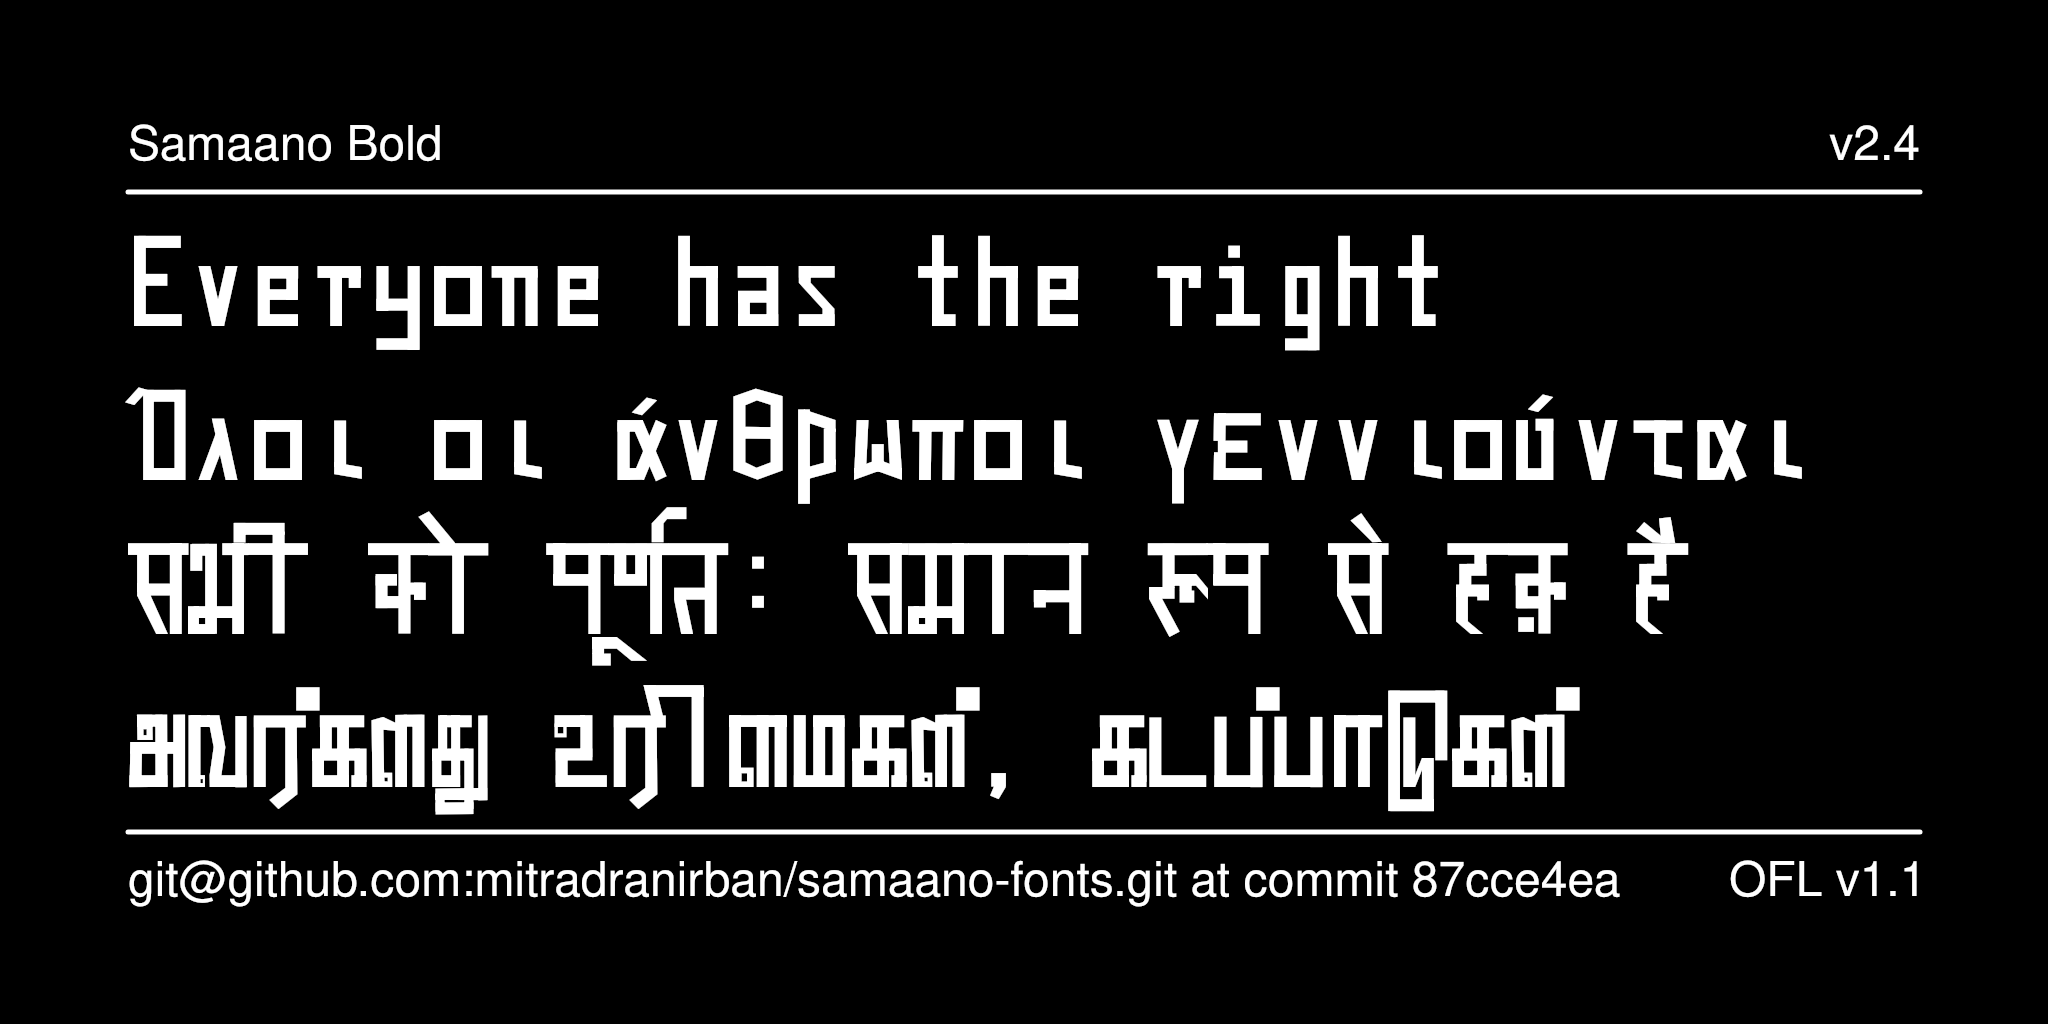 Samaano Bold
v2.4
Everyone has the right
Όλοι οι άνθρωποι γεννιούνται
सभी को पूर्णतः समान रूप से हक़ है
அவர்களது உரிமைகள், கடப்பாடுகள்
git@github.com:mitradranirban/samaano-fonts.git at commit 87cce4ea
OFL v1.1